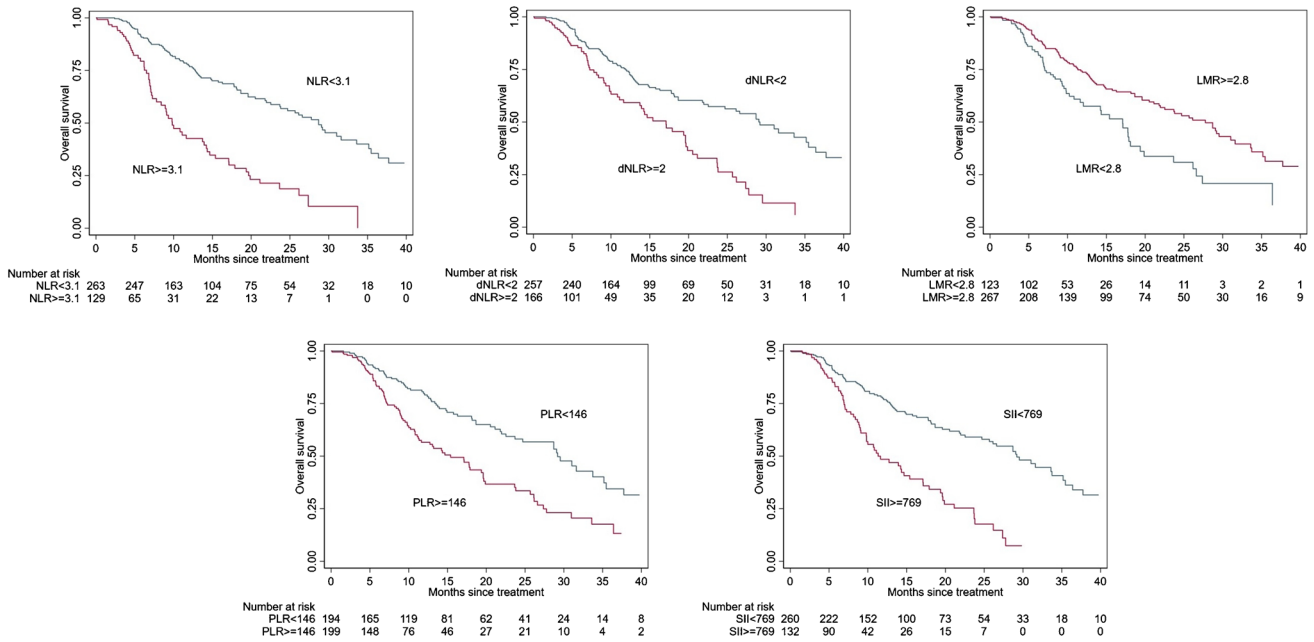 Overall survival
1.00
0.75
0.50
0.25
0.00
NLR<3.1
NLR>=3.1
0 5 10 15 20 25 30 35 40
Months since treatment
Number at risk
NLR<3.1 263 247 163 104 75 54 32 18 10
NLR>=3.1 129 65 31 22 13 7 1 0 0
Overall survival
1.00
0.75
0.50
0.25
0.00
dNLR<2
dNLR>=2
0 5 10 15 20 25 30 35 40
Months since treatment
Number at risk
dNLR<2 257 240 164 99 69 50 31 18 10
dNLR>=2 166 101 49 35 20 12 3 1 1
Overall survival
1.00
0.75
0.50
0.25
0.00
LMR>=2.8
LMR<2.8
0 5 10 15 20 25 30 35 40
Months since treatment
Number at risk
LMR<2.8 123 102 53 26 14 11 3 2 1
LMR>=2.8 267 208 139 99 74 50 30 16 9
Overall survival
1.00
0.75
0.50
0.25
0.00
PLR<146
PLR>=146
0 5 10 15 20 25 30 35 40
Months since treatment
Number at risk
PLR<146 194 165 119 81 62 41 24 14 8
PLR>=146 199 148 76 46 27 21 10 4 2
Overall survival
1.00
0.75
0.50
0.25
0.00
SII<769
SII>=769
0 5 10 15 20 25 30 35 40
Months since treatment
Number at risk
SII<769 260 222 152 100 73 54 33 18 10
SII>=769 132 90 42 26 15 7 0 0 0